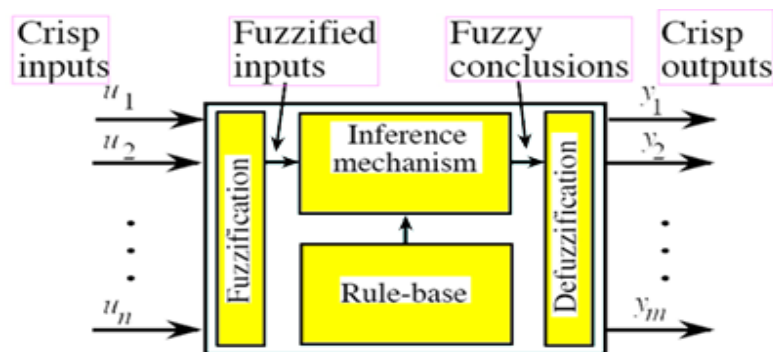 Crisp
inputs
Fuzzified
inputs
Fuzzy
conclusions
Crisp
outputs
u1
u2
un
Fuzzification
Inference
mechanism
Rule-base
Defuzzification
y1
y2
ym